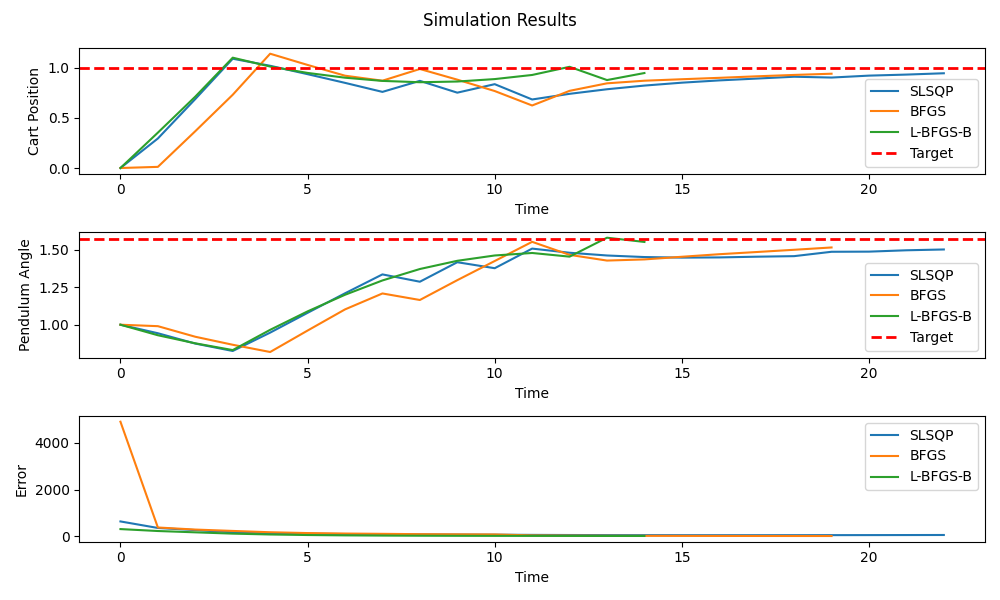 Simulation Results
1.0
0.5
0.0
Cart Position
SLSQP
BFGS
L-BFGS-B
Target
0 5 10 15 20
Time
1.50
1.25
1.00
Pendulum Angle
SLSQP
BFGS
L-BFGS-B
Target
0 5 10 15 20
Time
4000
2000
0
Error
SLSQP
BFGS
L-BFGS-B
0 5 10 15 20
Time